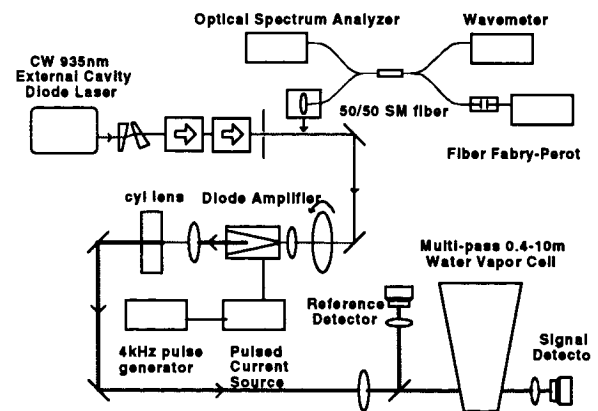 Optical Spectrum Analyzer
Wavemeter
CW 935nm
External Cavity
Diode Laser
50/50 SM fiber
Fiber Fabry-Perot
cyl lens
Diode Amplifier
Multi-pass 0.4-10m
Water Vapor Cell
Reference
Detector
Signal
Detecto
4kHz pulse
generator
Pulsed
Current
Source